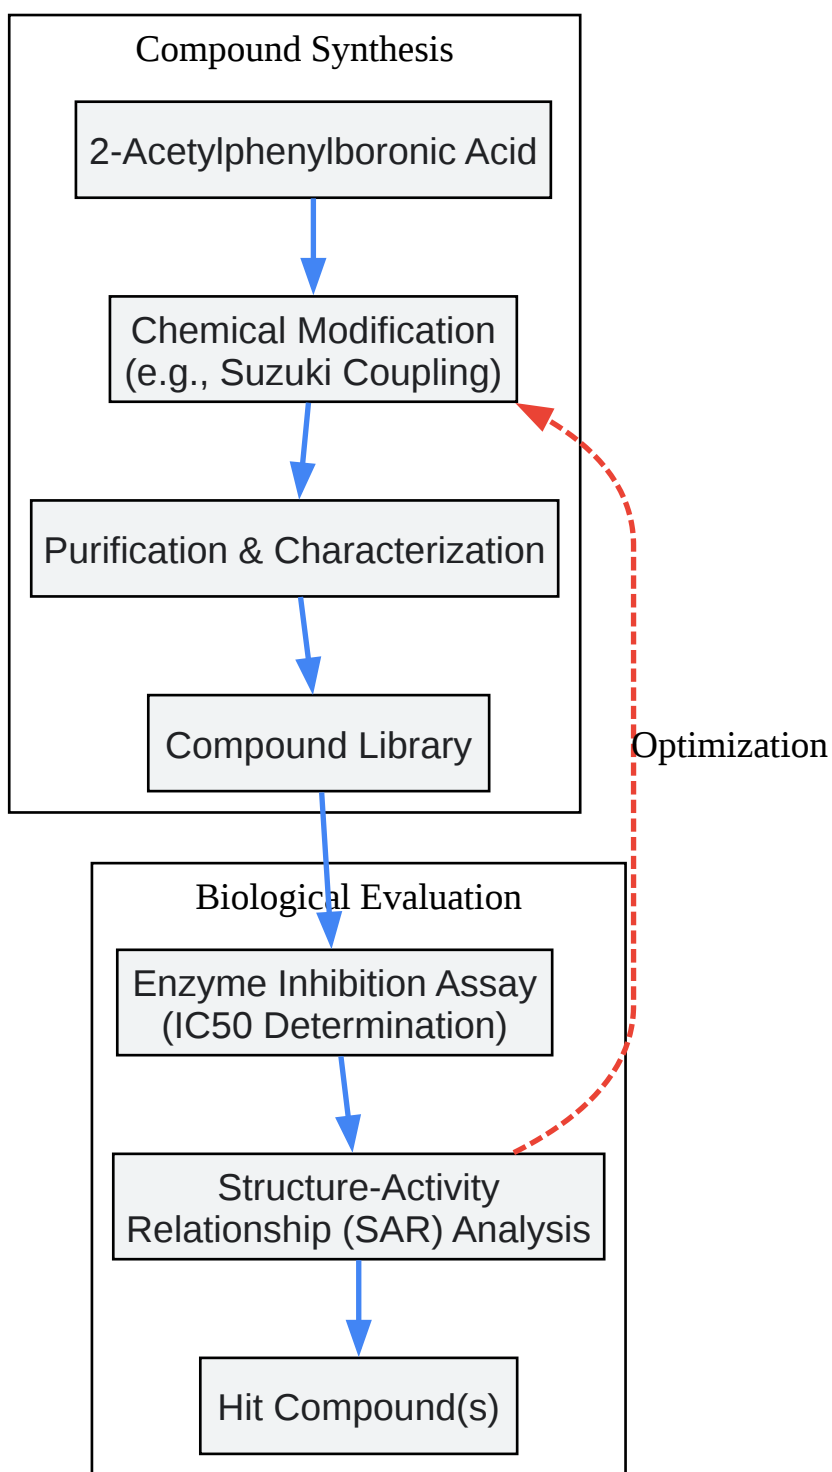 Compound Synthesis
2-Acetylphenylboronic Acid
Chemical Modification
(e.g., Suzuki Coupling)
Purification & Characterization
Compound Library
Optimization
Biological Evaluation
Enzyme Inhibition Assay
(IC50 Determination)
Structure-Activity
Relationship (SAR) Analysis
Hit Compound(s)